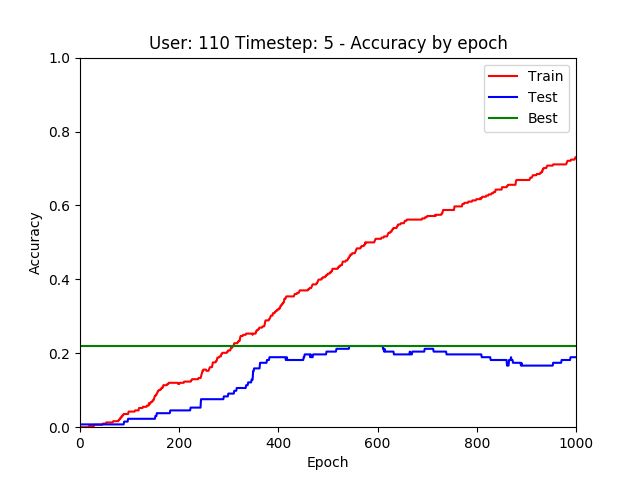 User: 110 Timestep: 5 - Accuracy by epoch
1.0
0.8
0.6
0.4
0.2
0.0
Accuracy
0 200 400 600 800 1000
Epoch
Train
Test
Best